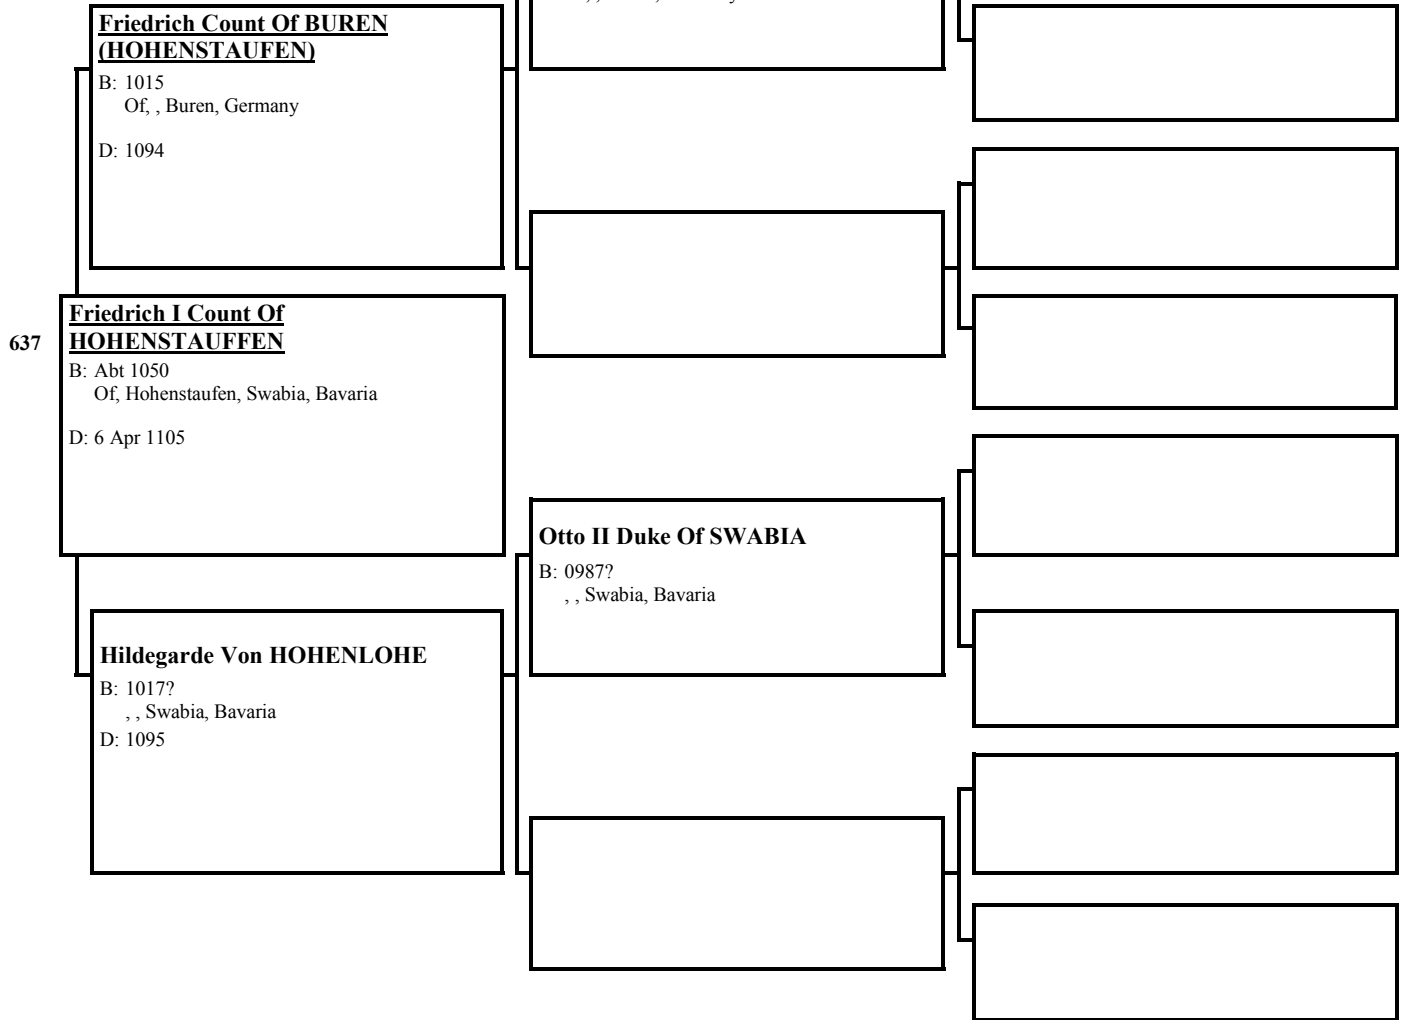 Friedrich Count Of BUREN
(HOHENSTAUFEN)
B: 1015
Of, , Buren, Germany
D: 1094
637
Friedrich I Count Of
HOHENSTAUFFEN
B: Abt 1050
Of, Hohenstaufen, Swabia, Bavaria
D: 6 Apr 1105
Otto II Duke Of SWABIA
B: 0987?
, , Swabia, Bavaria
Hildegarde Von HOHENLOHE
B: 1017?
, , Swabia, Bavaria
D: 1095